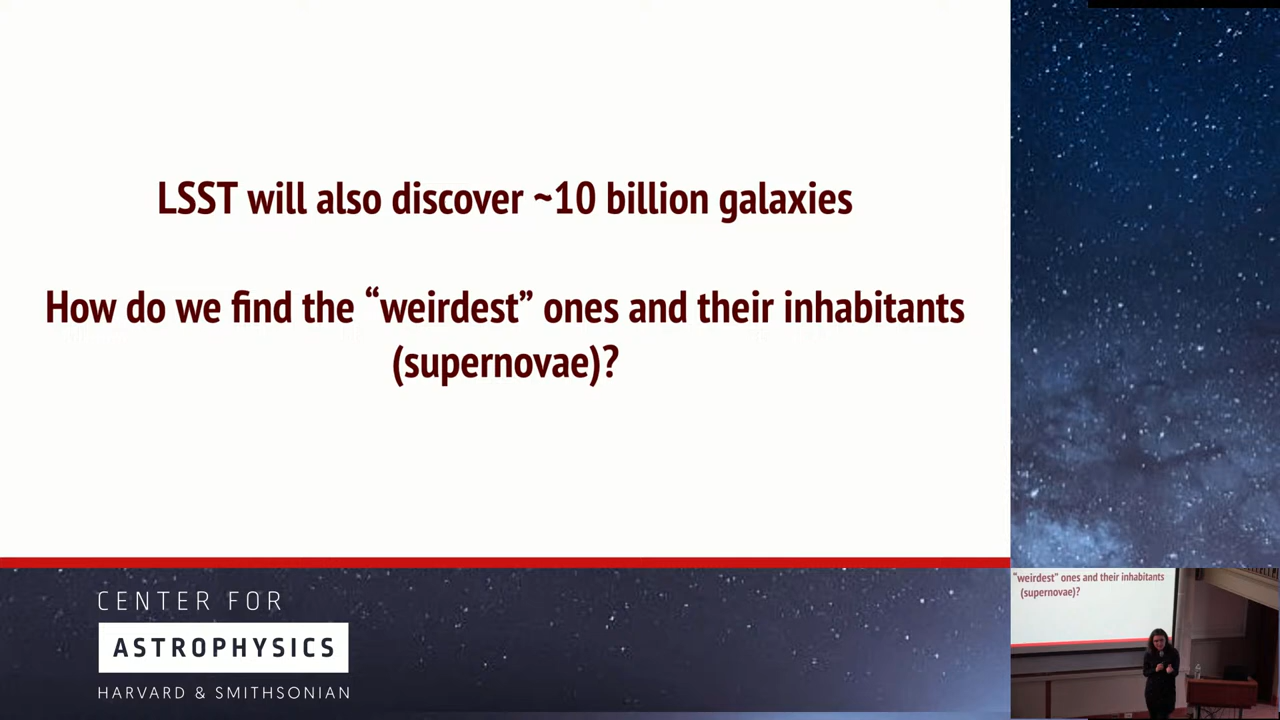 LSST will also discover ~10 billion galaxies
How do we find the “weirdest” ones and their inhabitants
(supernovae)?
CENTER FOR
ASTROPHYSICS
HARVARD & SMITHSONIAN
“weirdest” ones and their inhabitants
(supernovae)?